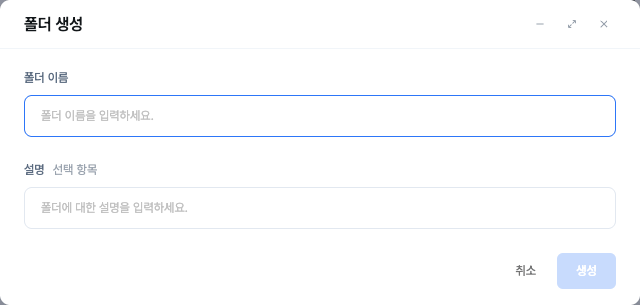 폴더 생성
폴더 이름
폴더 이름을 입력하세요.
설명 선택 항목
폴더에 대한 설명을 입력하세요.
취소 생성